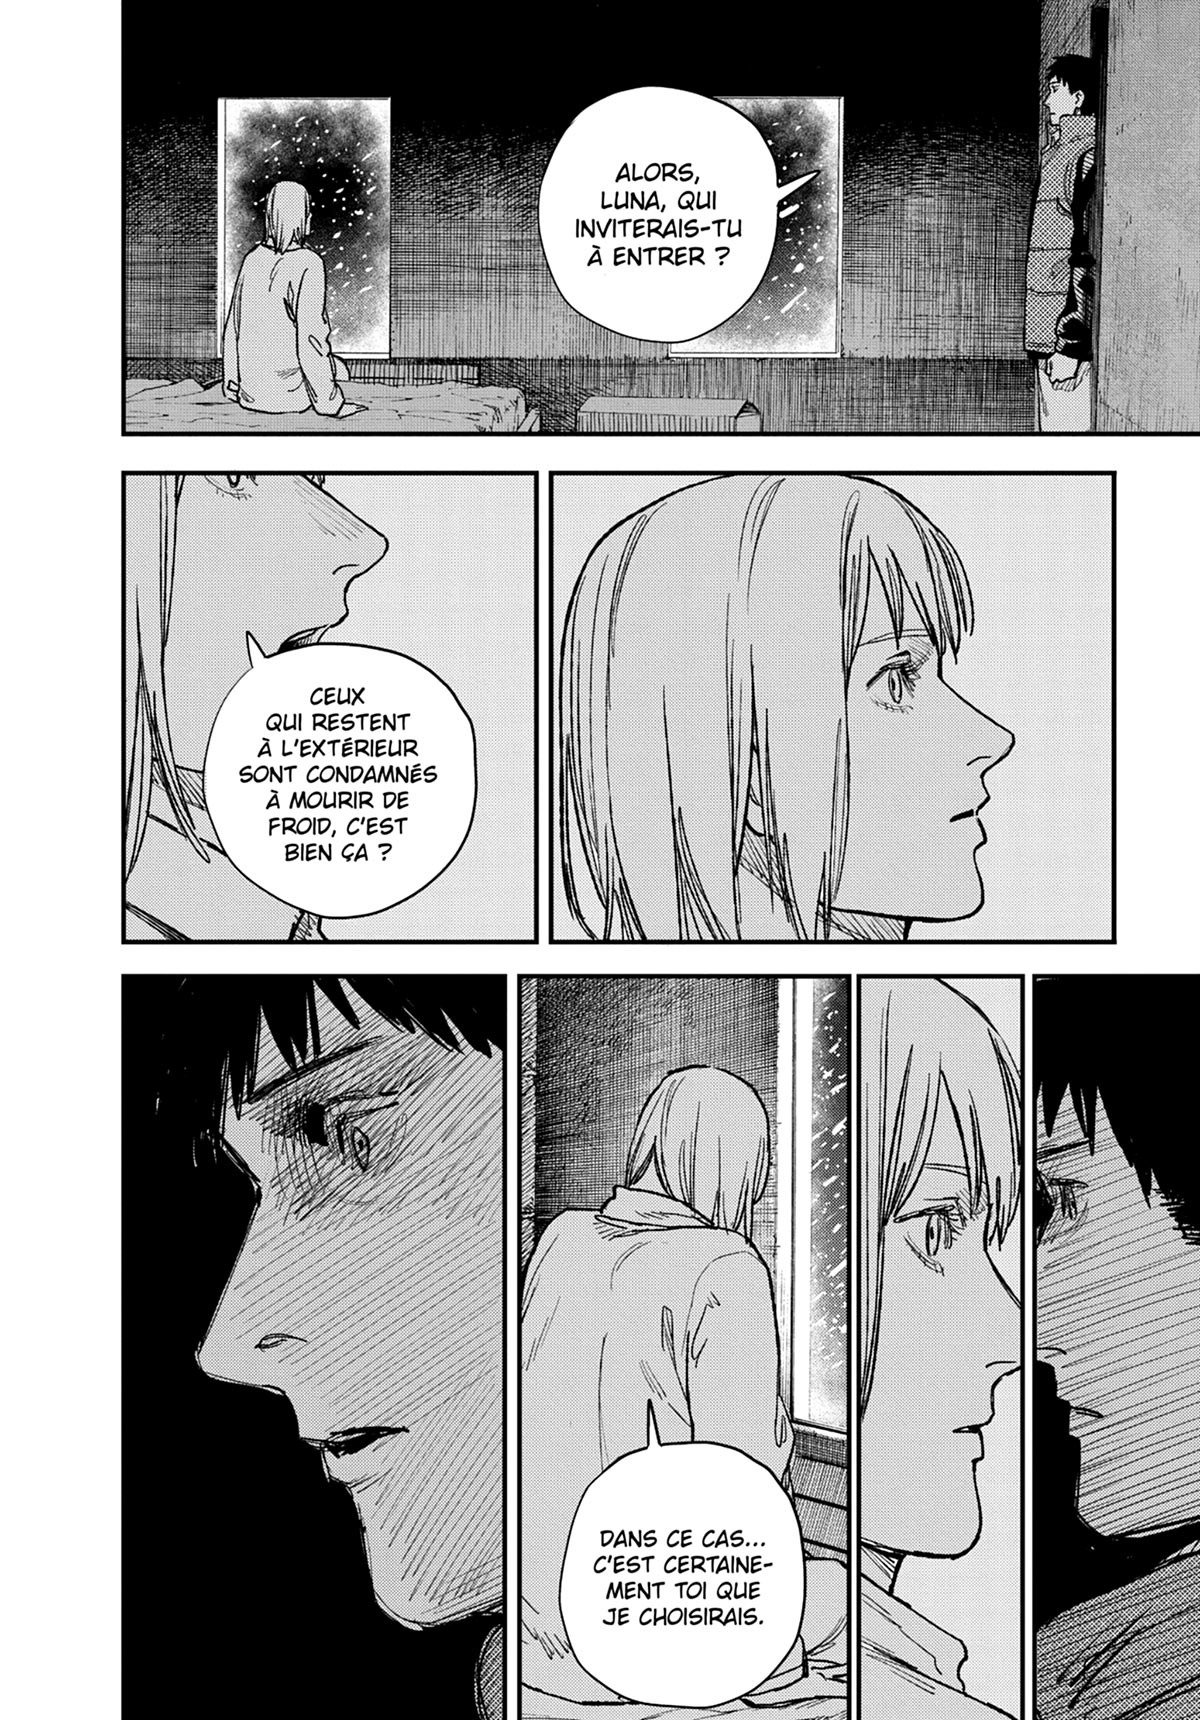 ALORS,
LUNA, QUI
INVITERAIS-TU
À ENTRER ?
CEUX
QUI RESTENT
À L'EXTÉRIEUR
SONT CONDAMNÉS
À MOURIR DE
FROID, C'EST
BIEN ÇA ?
DANS CE CAS...
C'EST CERTAINE-
MENT TOI QUE
JE CHOISIRAIS.